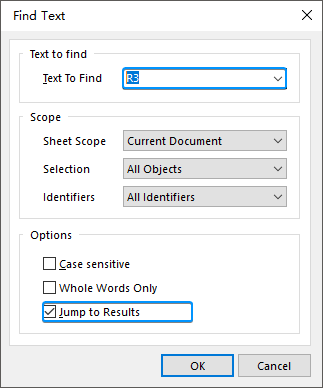 Find Text
Text to find
Text To Find R3
Scope
Sheet Scope Current Document
Selection All Objects
Identifiers All Identifiers
Options
Case sensitive
Whole Words Only
Jump to Results
OK Cancel